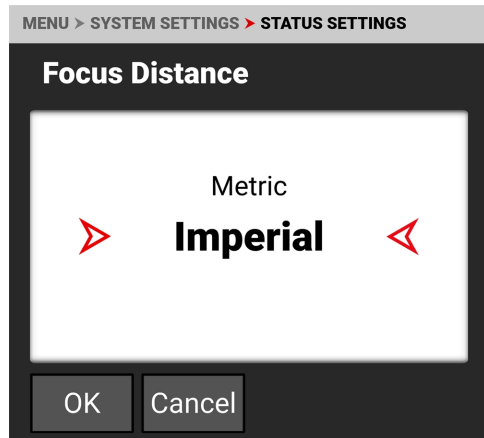 MENU > SYSTEM SETTINGS > STATUS SETTINGS
Focus Distance
Metric
Imperial
OK Cancel